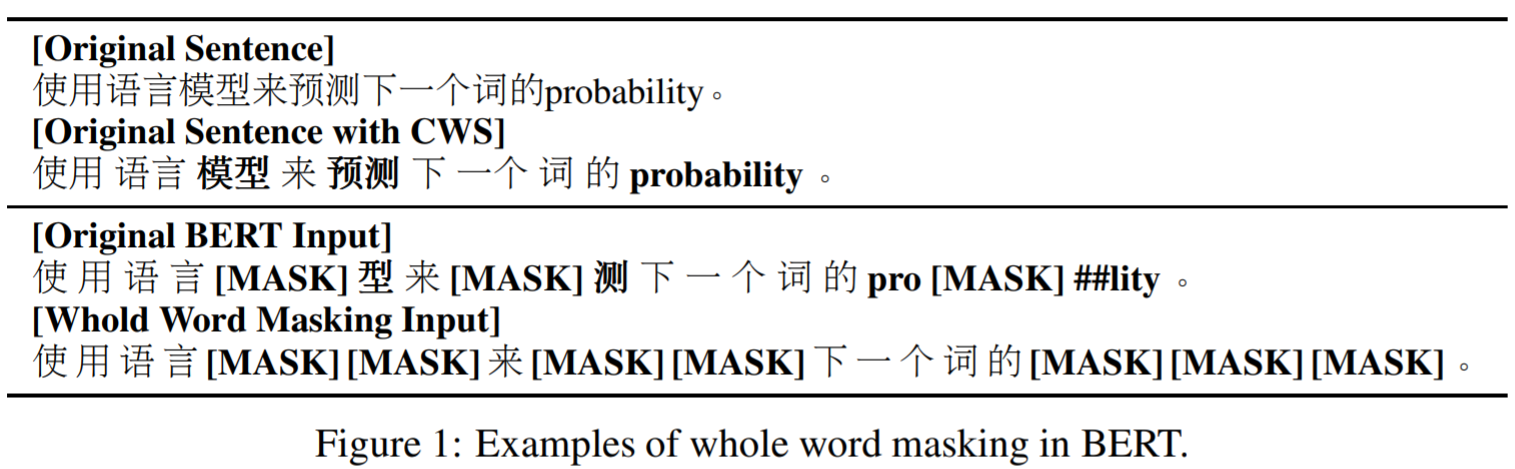 [Original Sentence]
使用语言模型来预测下一个词的probability。
[Original Sentence with CWS]
使用 语言 模型 来 预测 下 一个 词 的 probability 。
[Original BERT Input]
使 用 语 言 [MASK] 型 来 [MASK] 测 下 一 个 词 的 pro [MASK] ##lity 。
[Whold Word Masking Input]
使 用 语 言 [MASK] [MASK] 来 [MASK] [MASK] 下 一 个 词 的 [MASK] [MASK] [MASK] 。
Figure 1: Examples of whole word masking in BERT.